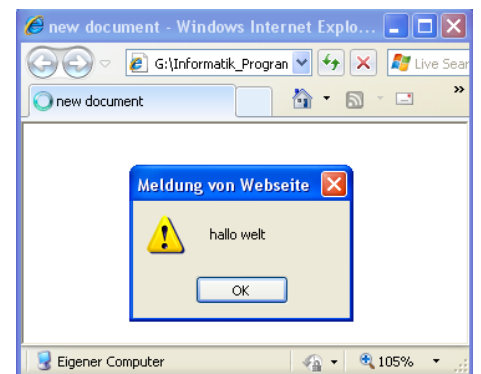 new document - Windows Internet Explo...
G:\Informatik_Progran
Live Sear
new document
»
Meldung von Webseite
hallo welt
OK
Eigener Computer
105%